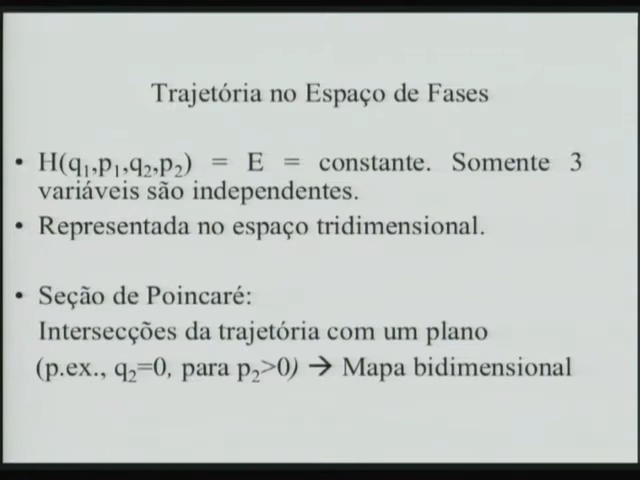 Trajetória no Espaço de Fases
• H(q₁,p₁,q₂,p₂) = E = constante. Somente 3
variáveis são independentes.
• Representada no espaço tridimensional.
• Seção de Poincaré:
Intersecções da trajetória com um plano
(p.ex., q₂=0, para p₂>0) → Mapa bidimensional